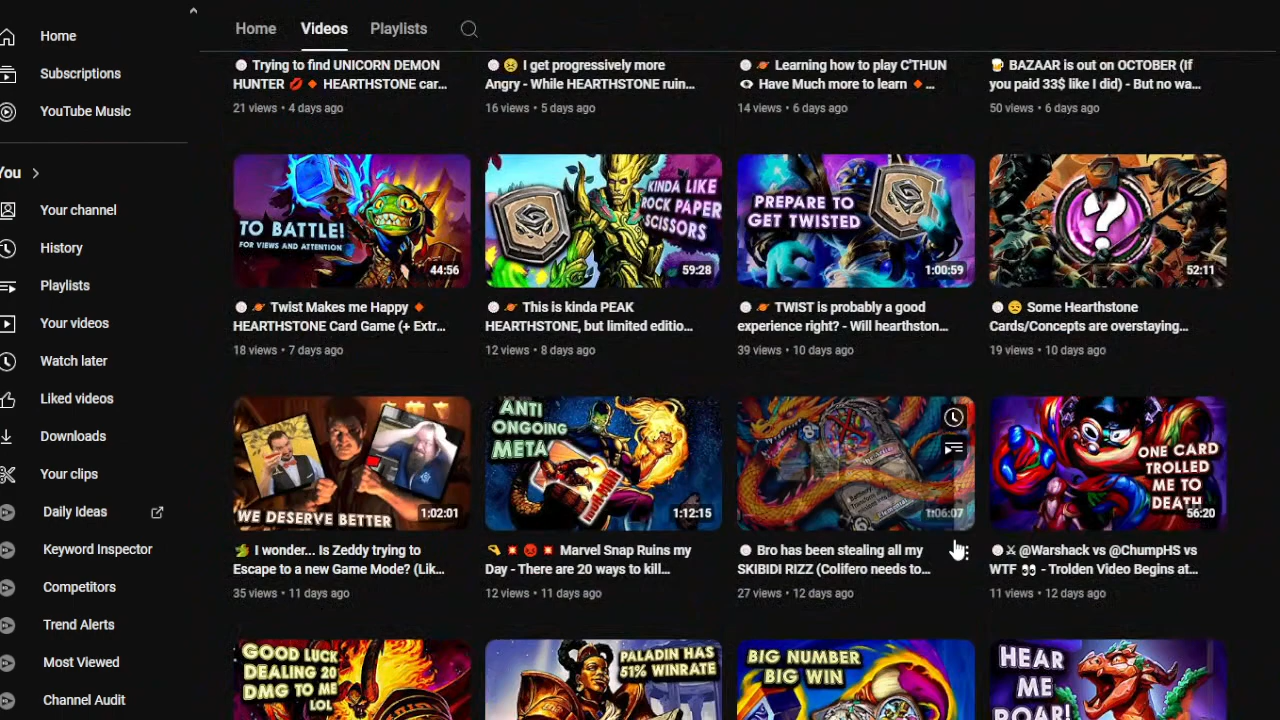 Home
Subscriptions
YouTube Music
You
Your channel
History
Playlists
Your videos
Watch later
Liked videos
Downloads
Your clips
Daily Ideas
Keyword Inspector
Competitors
Trend Alerts
Most Viewed
Channel Audit
Home Videos Playlists
Trying to find UNICORN DEMON
HUNTER 💋🔸 HEARTHSTONE car...
21 views • 4 days ago
😣 I get progressively more
Angry - While HEARTHSTONE ruin...
16 views • 5 days ago
🪐 Learning how to play C'THUN
👁 Have Much more to learn 🔸...
14 views • 6 days ago
🍺 BAZAAR is out on OCTOBER (If
you paid 33$ like I did) - But no wa...
50 views • 6 days ago
TO BATTLE!
FOR VIEWS AND ATTENTION
44:56
🪐 Twist Makes me Happy 🔸
HEARTHSTONE Card Game (+ Extr...
18 views • 7 days ago
KINDA LIKE
ROCK PAPER
SCISSORS
59:28
🪐 This is kinda PEAK
HEARTHSTONE, but limited editio...
12 views • 8 days ago
PREPARE TO
GET TWISTED
1:00:59
🪐 TWIST is probably a good
experience right? - Will hearthston...
39 views • 10 days ago
?
52:11
😒 Some Hearthstone
Cards/Concepts are overstaying...
19 views • 10 days ago
WE DESERVE BETTER
1:02:01
I wonder... Is Zeddy trying to
Escape to a new Game Mode? (Lik...
35 views • 11 days ago
ANTI
ONGOING
META
1:12:15
Marvel Snap Ruins my
Day - There are 20 ways to kill...
12 views • 11 days ago
1:06:07
Bro has been stealing all my
SKIBIDI RIZZ (Colifero needs to...
27 views • 12 days ago
ONE CARD
TROLLED
ME TO
DEATH
56:20
⚔ @Warshack vs @ChumpHS vs
WTF 👀 - Trolden Video Begins at...
11 views • 12 days ago
GOOD LUCK
DEALING 20
DMG TO ME
LOL
PALADIN HAS
51% WINRATE
BIG NUMBER
BIG WIN
HEAR
ME
ROAR!